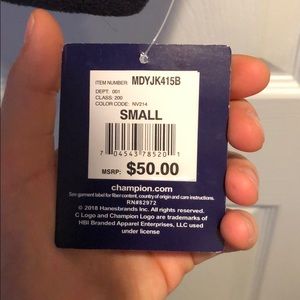 ITEM NUMBER: MDYJK415B
DEPT. 001
CLASS: 200
COLOR CODE: NV214
SMALL
7 04543 78520 1
MSRP: $50.00
champion.com
See garment label for fiber content, country of origin and care instructions.
RN#82972
© 2018 Hanesbrands Inc. All rights reserved.
C Logo and Champion Logo are trademarks of
HBI Branded Apparel Enterprises, LLC used
under license